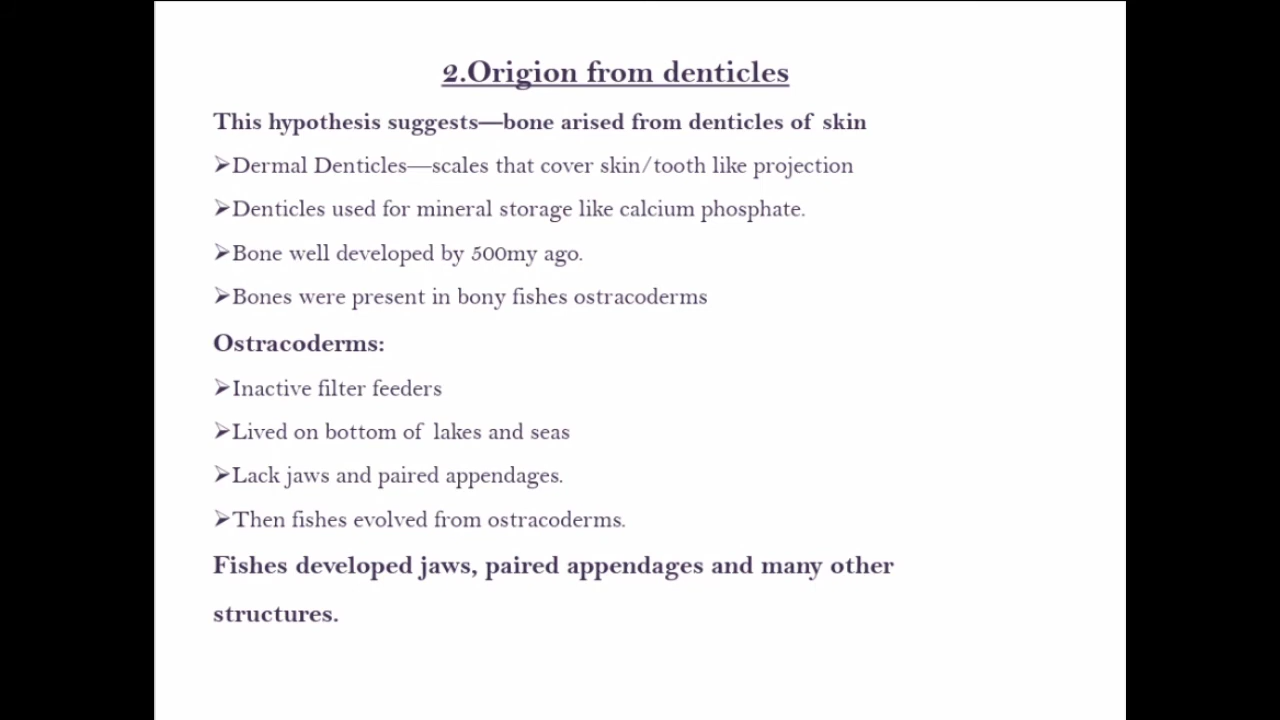 2.Origion from denticles
This hypothesis suggests—bone arised from denticles of skin
➢Dermal Denticles—scales that cover skin/tooth like projection
➢Denticles used for mineral storage like calcium phosphate.
➢Bone well developed by 500my ago.
➢Bones were present in bony fishes ostracoderms
Ostracoderms:
➢Inactive filter feeders
➢Lived on bottom of lakes and seas
➢Lack jaws and paired appendages.
➢Then fishes evolved from ostracoderms.
Fishes developed jaws, paired appendages and many other
structures.